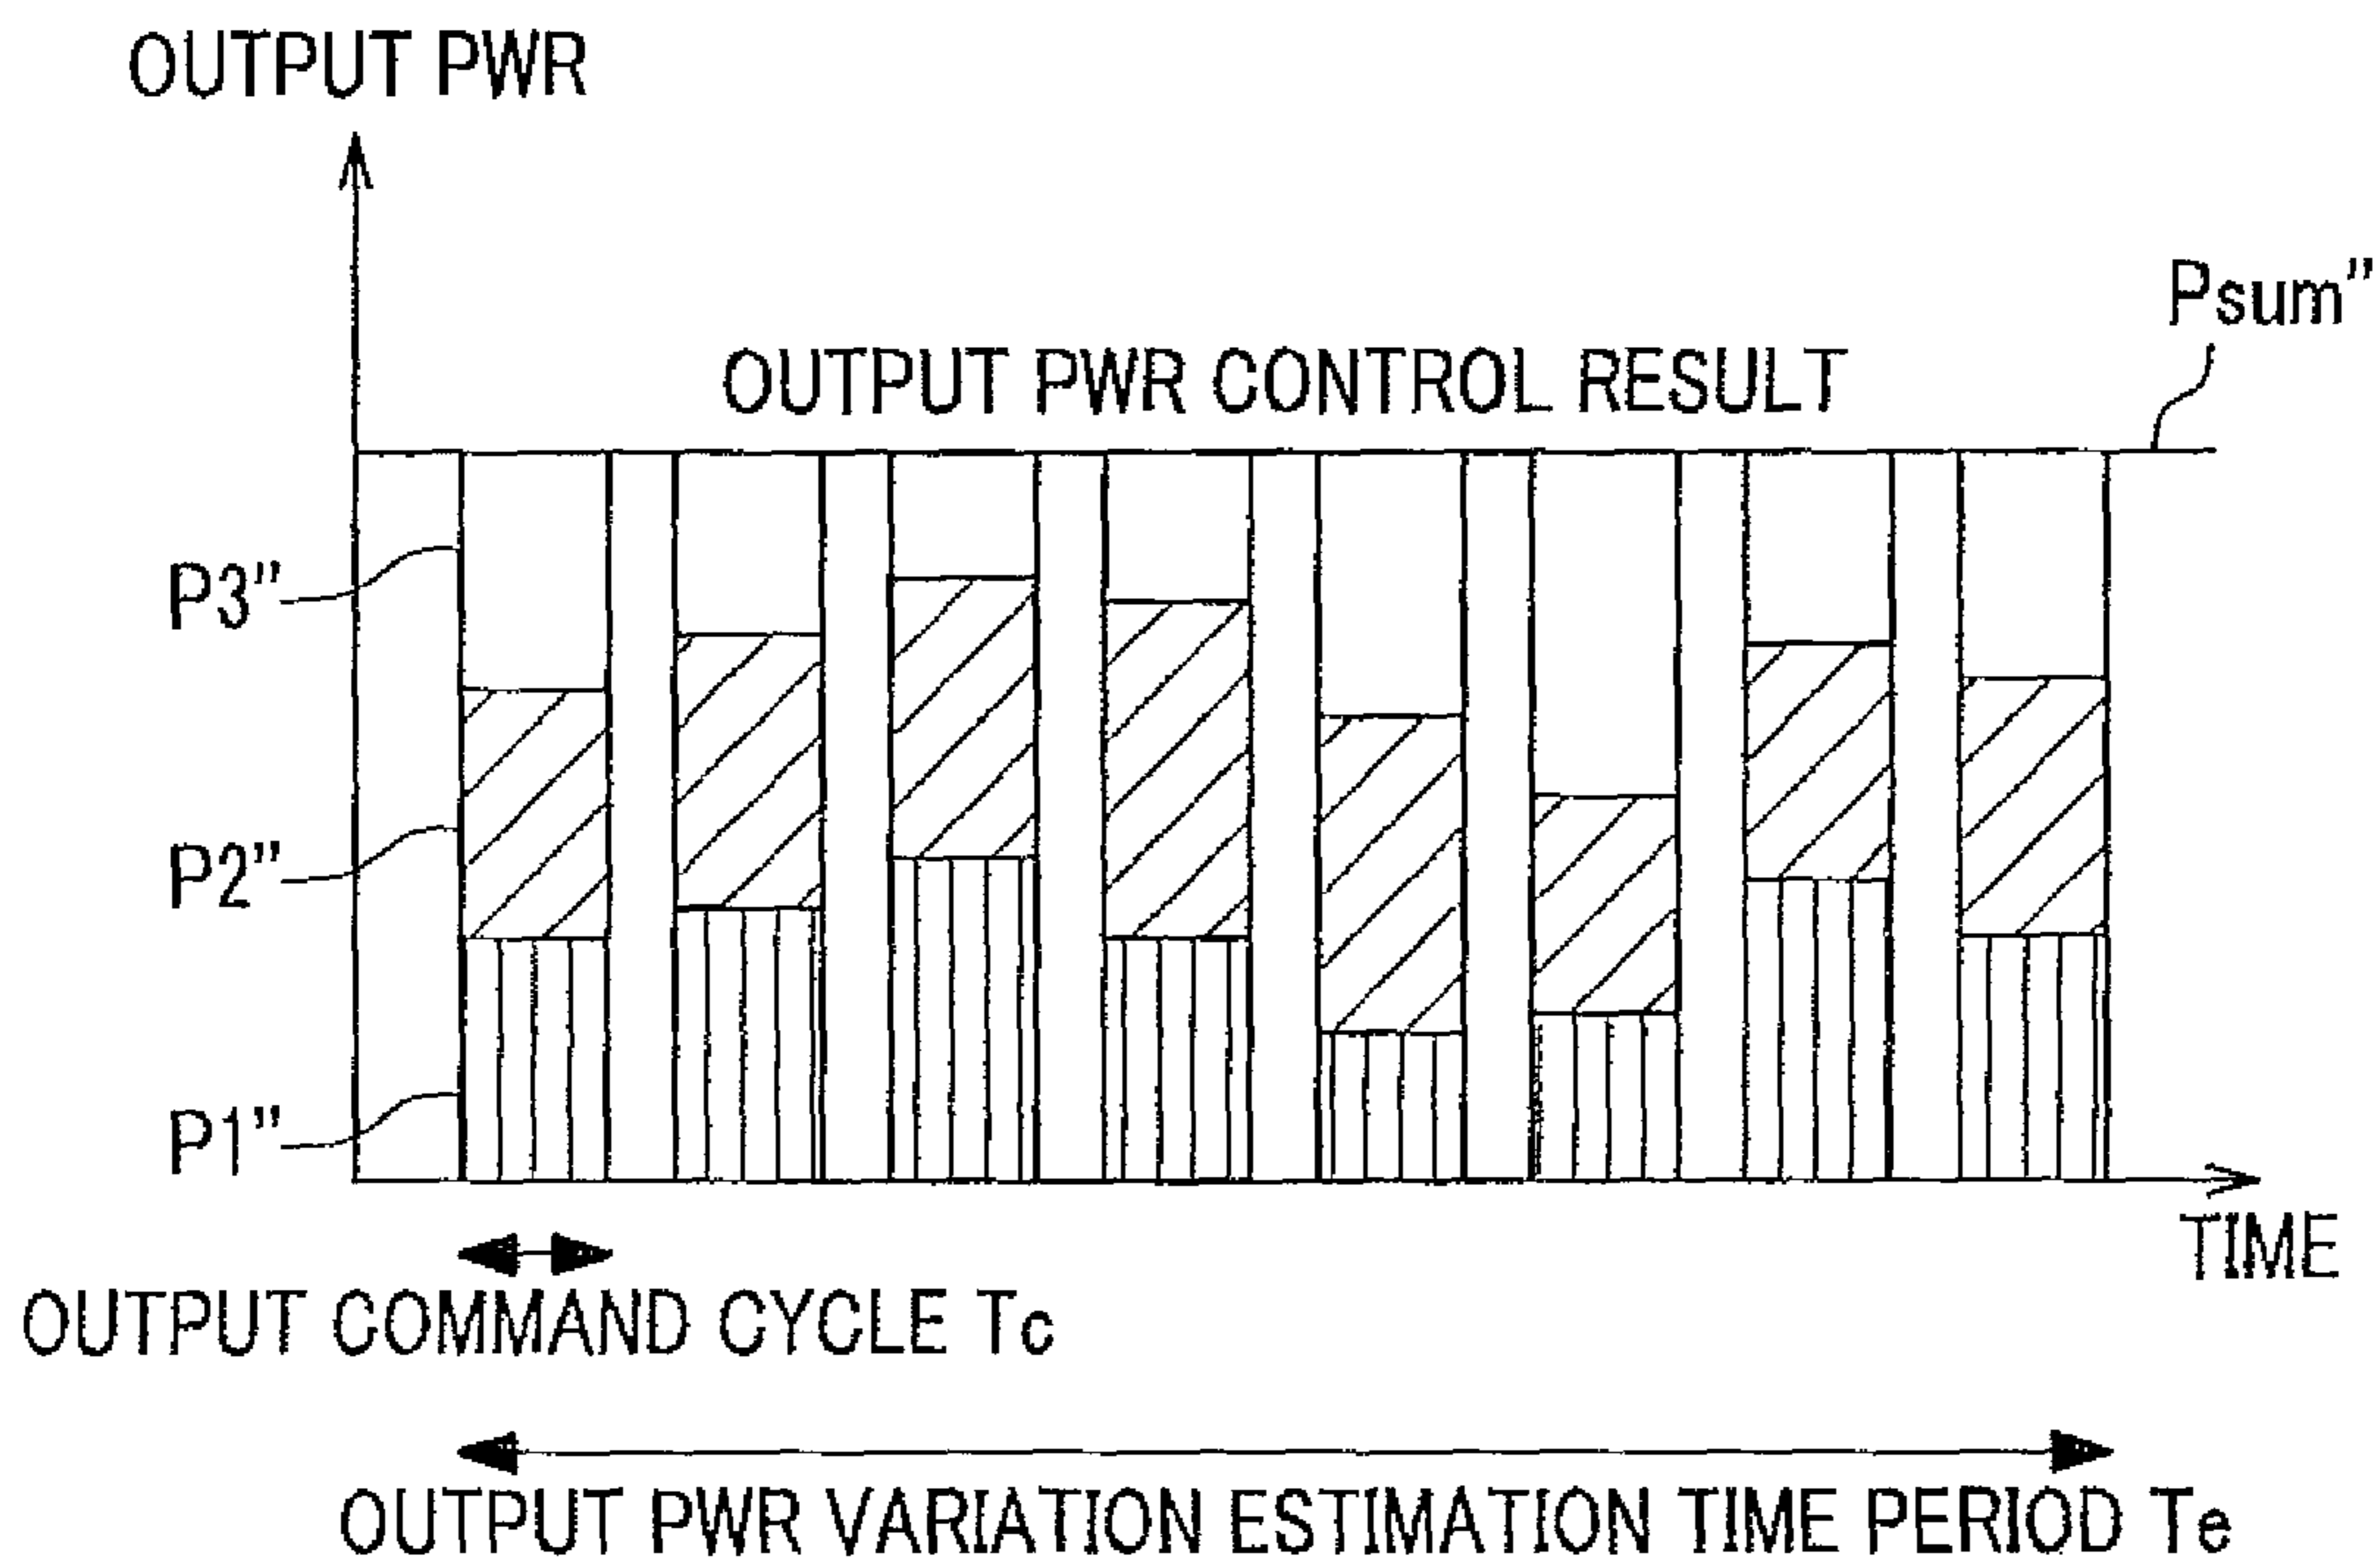 OUTPUT PWR
Psum"
OUTPUT PWR CONTROL RESULT
P3"
P2"
P1"
TIME
OUTPUT COMMAND CYCLE Tc
OUTPUT PWR VARIATION ESTIMATION TIME PERIOD Te